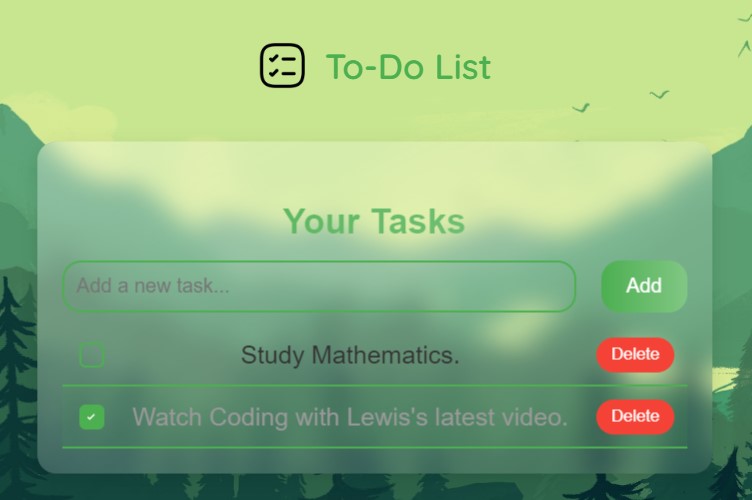 To-Do List
Your Tasks
Add a new task... Add
Study Mathematics. Delete
Watch Coding with Lewis's latest video. Delete